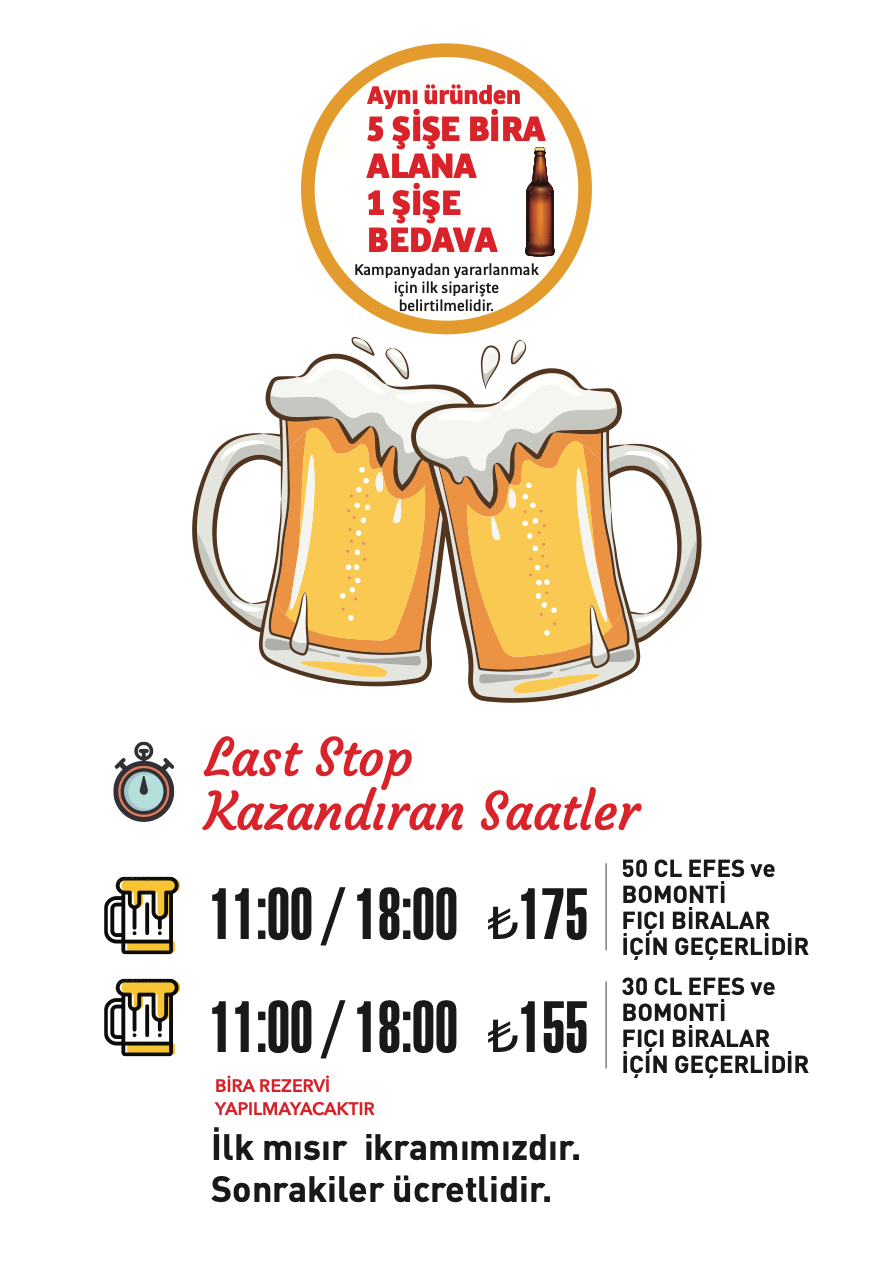 Aynı üründen
5 ŞİŞE BİRA
ALANA
1 ŞİŞE
BEDAVA
Kampanyadan yararlanmak
için ilk siparişte
belirtilmelidir.
Last Stop
Kazandıran Saatler
11:00 / 18:00 ₺175
50 CL EFES ve
BOMONTİ
FIÇI BİRALAR
İÇİN GEÇERLİDİR
11:00 / 18:00 ₺155
30 CL EFES ve
BOMONTİ
FIÇI BİRALAR
İÇİN GEÇERLİDİR
BİRA REZERVİ
YAPILMAYACAKTIR
İlk mısır ikramımızdır.
Sonrakiler ücretlidir.